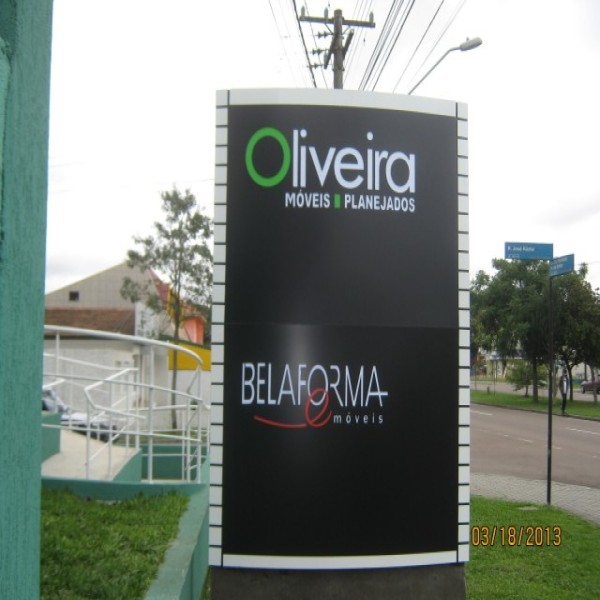 Oliveira
MÓVEIS PLANEJADOS
BELAFORMA
móveis
03/18/2013